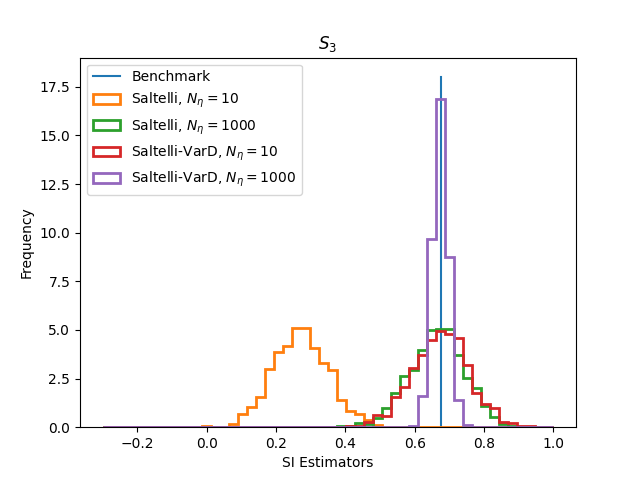 S₃
Benchmark
Saltelli, Nη = 10
Saltelli, Nη = 1000
Saltelli-VarD, Nη = 10
Saltelli-VarD, Nη = 1000
Frequency
17.5
15.0
12.5
10.0
7.5
5.0
2.5
0.0
−0.2 0.0 0.2 0.4 0.6 0.8 1.0
SI Estimators